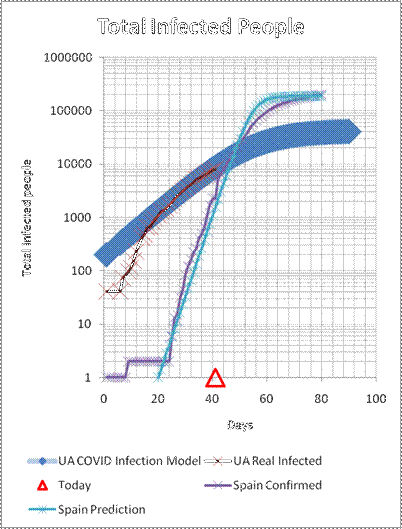 Total Infected People
Total Infected people
1000000
100000
10000
1000
100
10
1
0 20 40 60 80 100
Days
UA COVID Infection Model UA Real Infected
Today Spain Confirmed
Spain Prediction